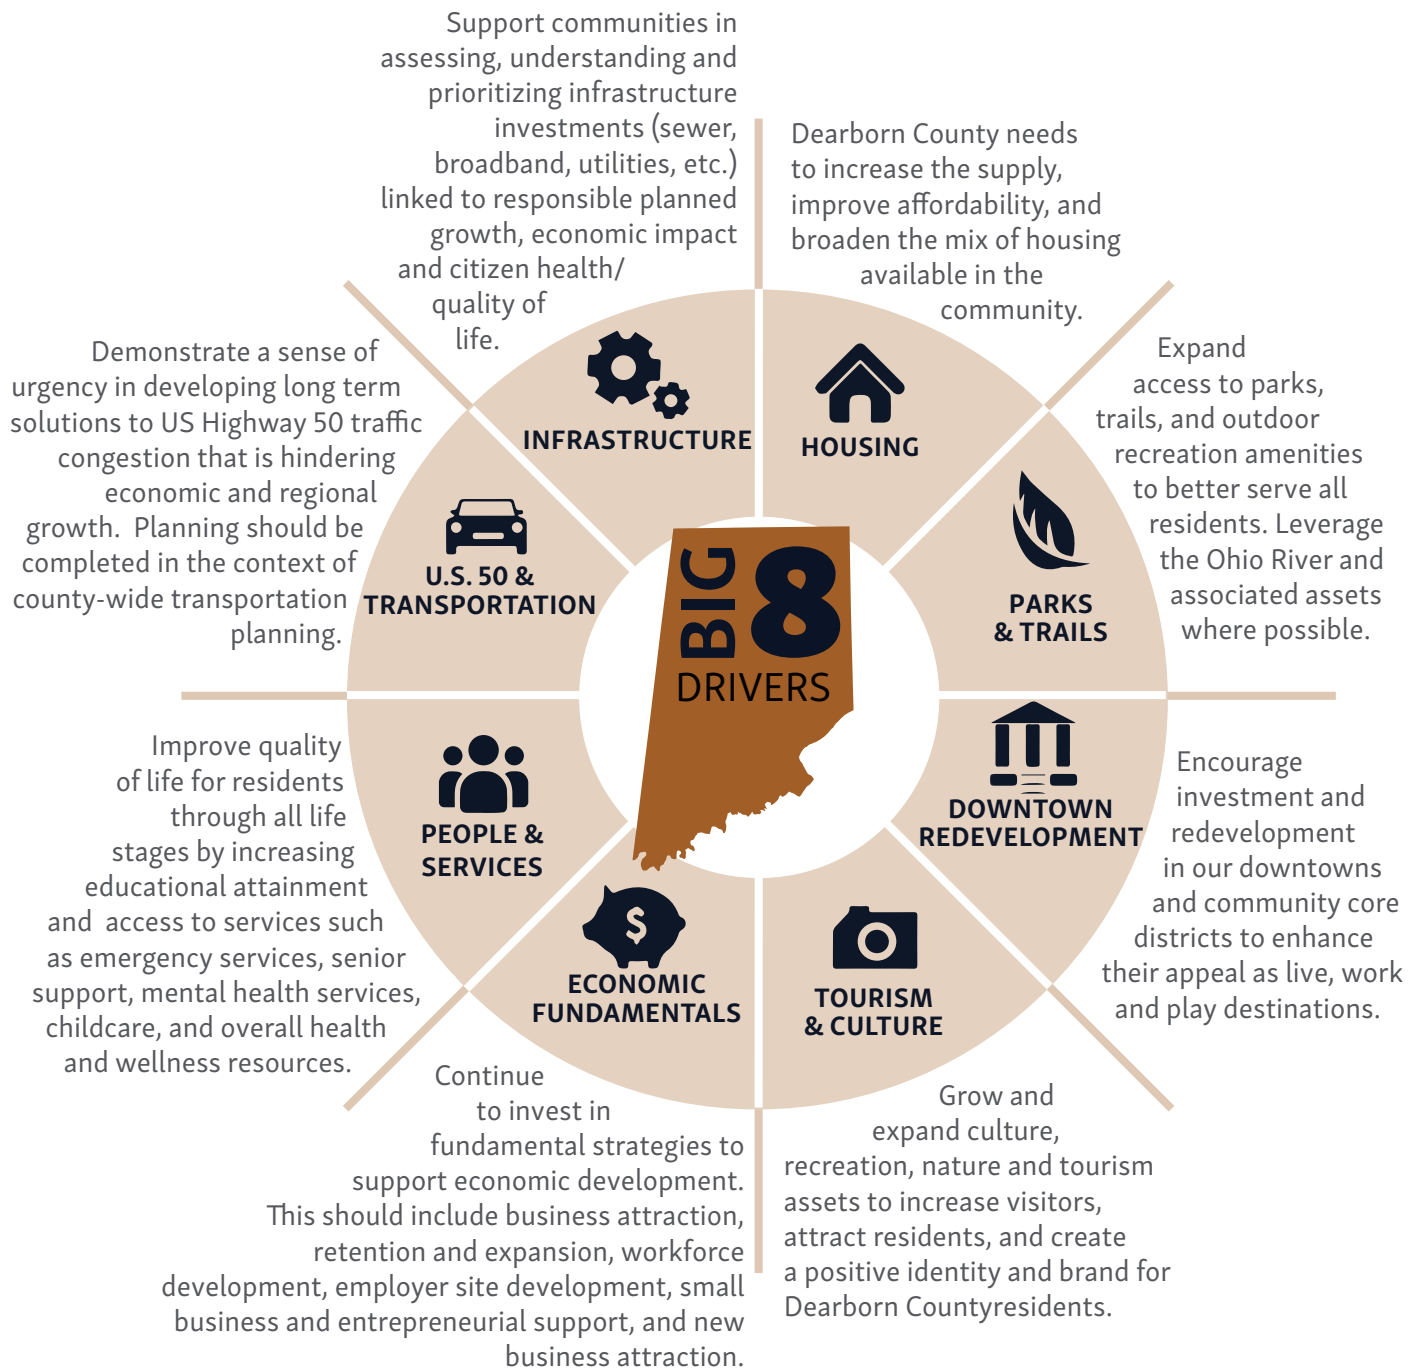 Support communities in
assessing, understanding and
prioritizing infrastructure
investments (sewer,
broadband, utilities, etc.)
linked to responsible planned
growth, economic impact
and citizen health/
quality of
life.
Dearborn County needs
to increase the supply,
improve affordability, and
broaden the mix of housing
available in the
community.
Expand
access to parks,
trails, and outdoor
recreation amenities
to better serve all
residents. Leverage
the Ohio River and
associated assets
where possible.
Demonstrate a sense of
urgency in developing long term
solutions to US Highway 50 traffic
congestion that is hindering
economic and regional
growth.  Planning should be
completed in the context of
county-wide transportation
planning.
INFRASTRUCTURE
HOUSING
U.S. 50 &
TRANSPORTATION
PARKS
& TRAILS
BIG 8
DRIVERS
PEOPLE &
SERVICES
DOWNTOWN
REDEVELOPMENT
$
ECONOMIC
FUNDAMENTALS
TOURISM
& CULTURE
Improve quality
of life for residents
through all life
stages by increasing
educational attainment
and  access to services such
as emergency services, senior
support, mental health services,
childcare, and overall health
and wellness resources.
Encourage
investment and
redevelopment
in our downtowns
and community core
districts to enhance
their appeal as live, work
and play destinations.
Continue
to invest in
fundamental strategies to
support economic development.
This should include business attraction,
retention and expansion, workforce
development, employer site development, small
business and entrepreneurial support, and new
business attraction.
Grow and
expand culture,
recreation, nature and tourism
assets to increase visitors,
attract residents, and create
a positive identity and brand for
Dearborn Countyresidents.